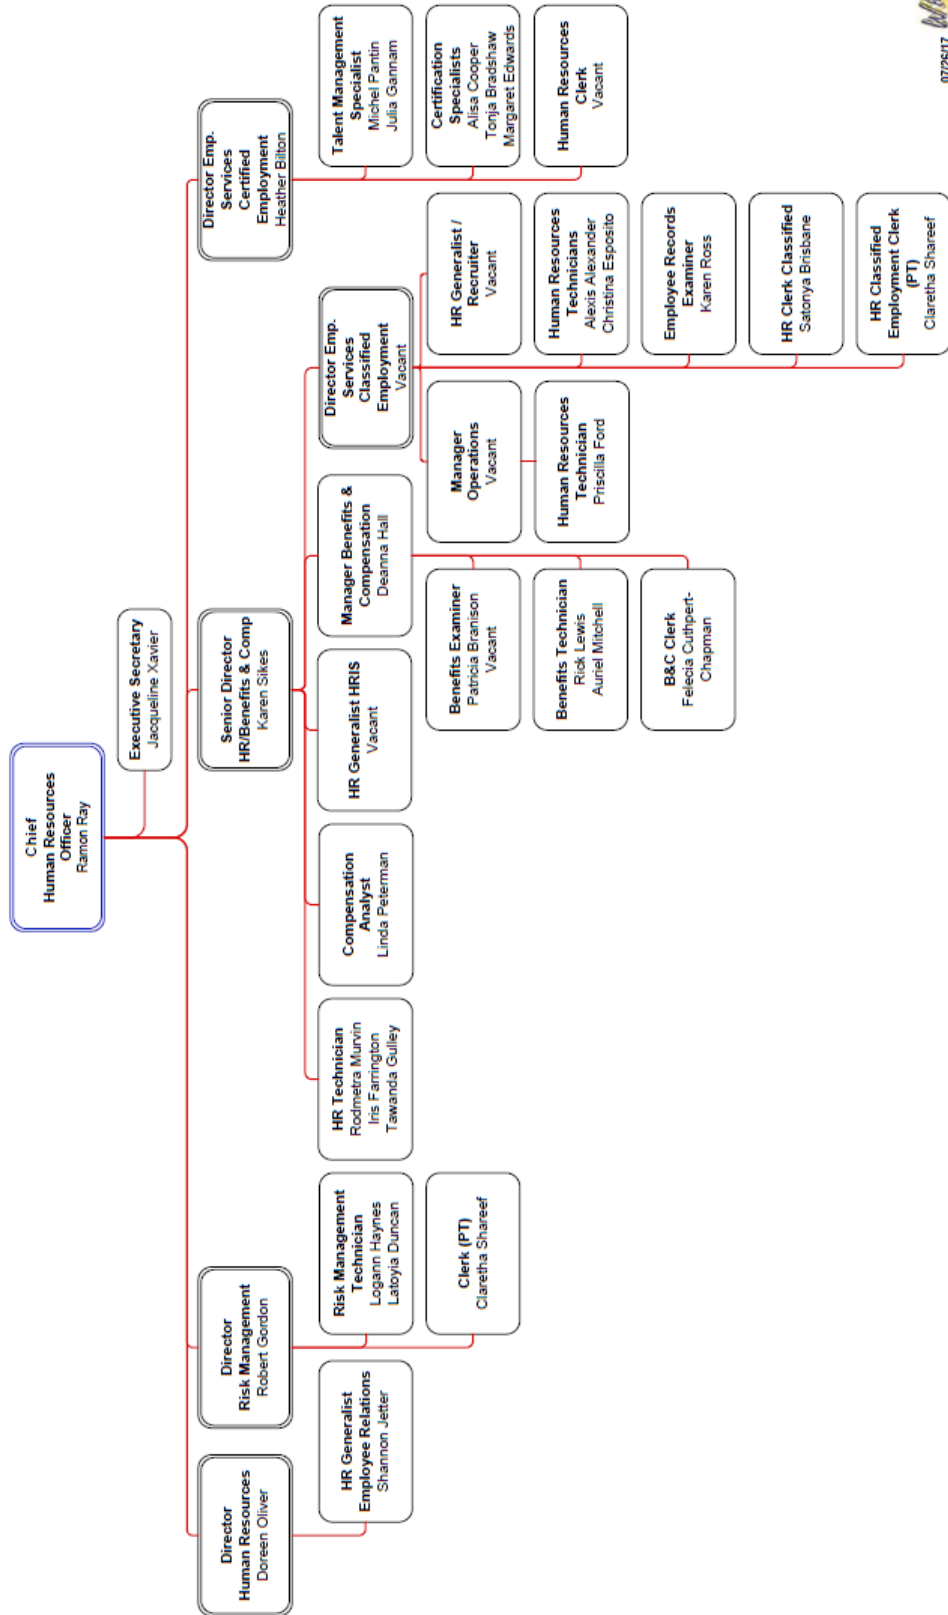 Chief
Human Resources
Officer
Ramon Ray
Executive Secretary
Jacqueline Xavier
Director
Human Resources
Doreen Oliver
Director
Risk Management
Robert Gordon
Senior Director
HR/Benefits & Comp
Karen Sikes
Director Emp.
Services
Certified
Employment
Heather Bilton
HR Generalist
Employee Relations
Shannon Jetter
Risk Management
Technician
Logann Haynes
Latoyia Duncan
Clerk (PT)
Claretha Shareef
HR Technician
Rodmetra Murvin
Iris Farrington
Tawanda Gulley
Compensation
Analyst
Linda Peterman
HR Generalist HRIS
Vacant
Manager Benefits &
Compensation
Deanna Hall
Director Emp.
Services
Classified
Employment
Vacant
Benefits Examiner
Patricia Branison
Vacant
Benefits Technician
Rick Lewis
Auriel Mitchell
B&C Clerk
Felecia Cuthpert-
Chapman
Manager
Operations
Vacant
Human Resources
Technician
Priscilla Ford
HR Generalist /
Recruiter
Vacant
Human Resources
Technicians
Alexis Alexander
Christina Esposito
Employee Records
Examiner
Karen Ross
HR Clerk Classified
Satonya Brisbane
HR Classified
Employment Clerk
(PT)
Claretha Shareef
Talent Management
Specialist
Michel Pantin
Julia Gannam
Certification
Specialists
Alisa Cooper
Tonja Bradshaw
Margaret Edwards
Human Resources
Clerk
Vacant
07/26/17